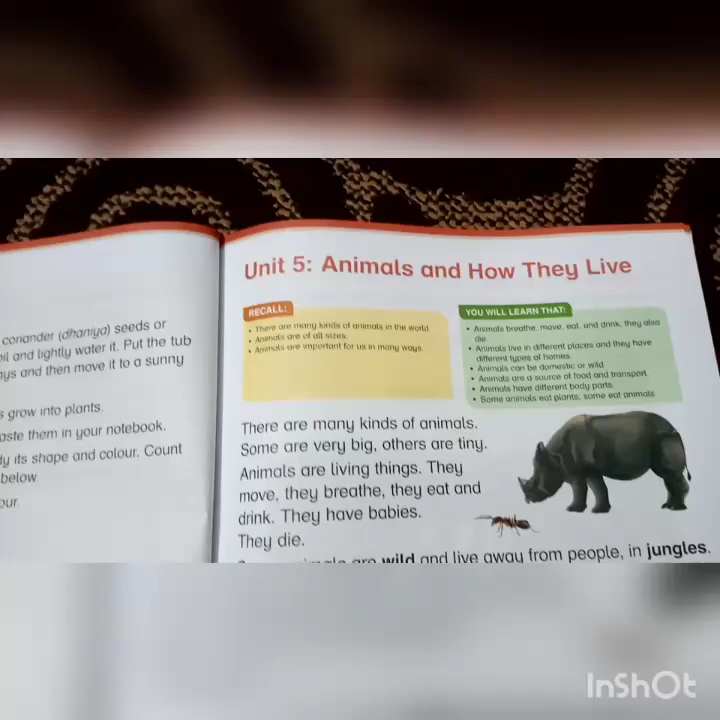 coriander (dhaniya) seeds or
and lightly water it. Put the tub
and then move it to a sunny
grow into plants.
them in your notebook.
its shape and colour. Count
below.
Unit 5: Animals and How They Live
RECALL:
• There are many kinds of animals in the world.
• Animals are of all sizes.
• Animals are important for us in many ways.
YOU WILL LEARN THAT:
• Animals breathe, move, eat, and drink, they also
die.
• Animals live in different places and they have
different types of homes.
• Animals can be domestic or wild.
• Animals are a source of food and transport.
• Animals have different body parts.
• Some animals eat plants, some eat animals
There are many kinds of animals.
Some are very big, others are tiny.
Animals are living things. They
move, they breathe, they eat and
drink. They have babies.
They die.
are wild and live away from people, in jungles.
InShOt